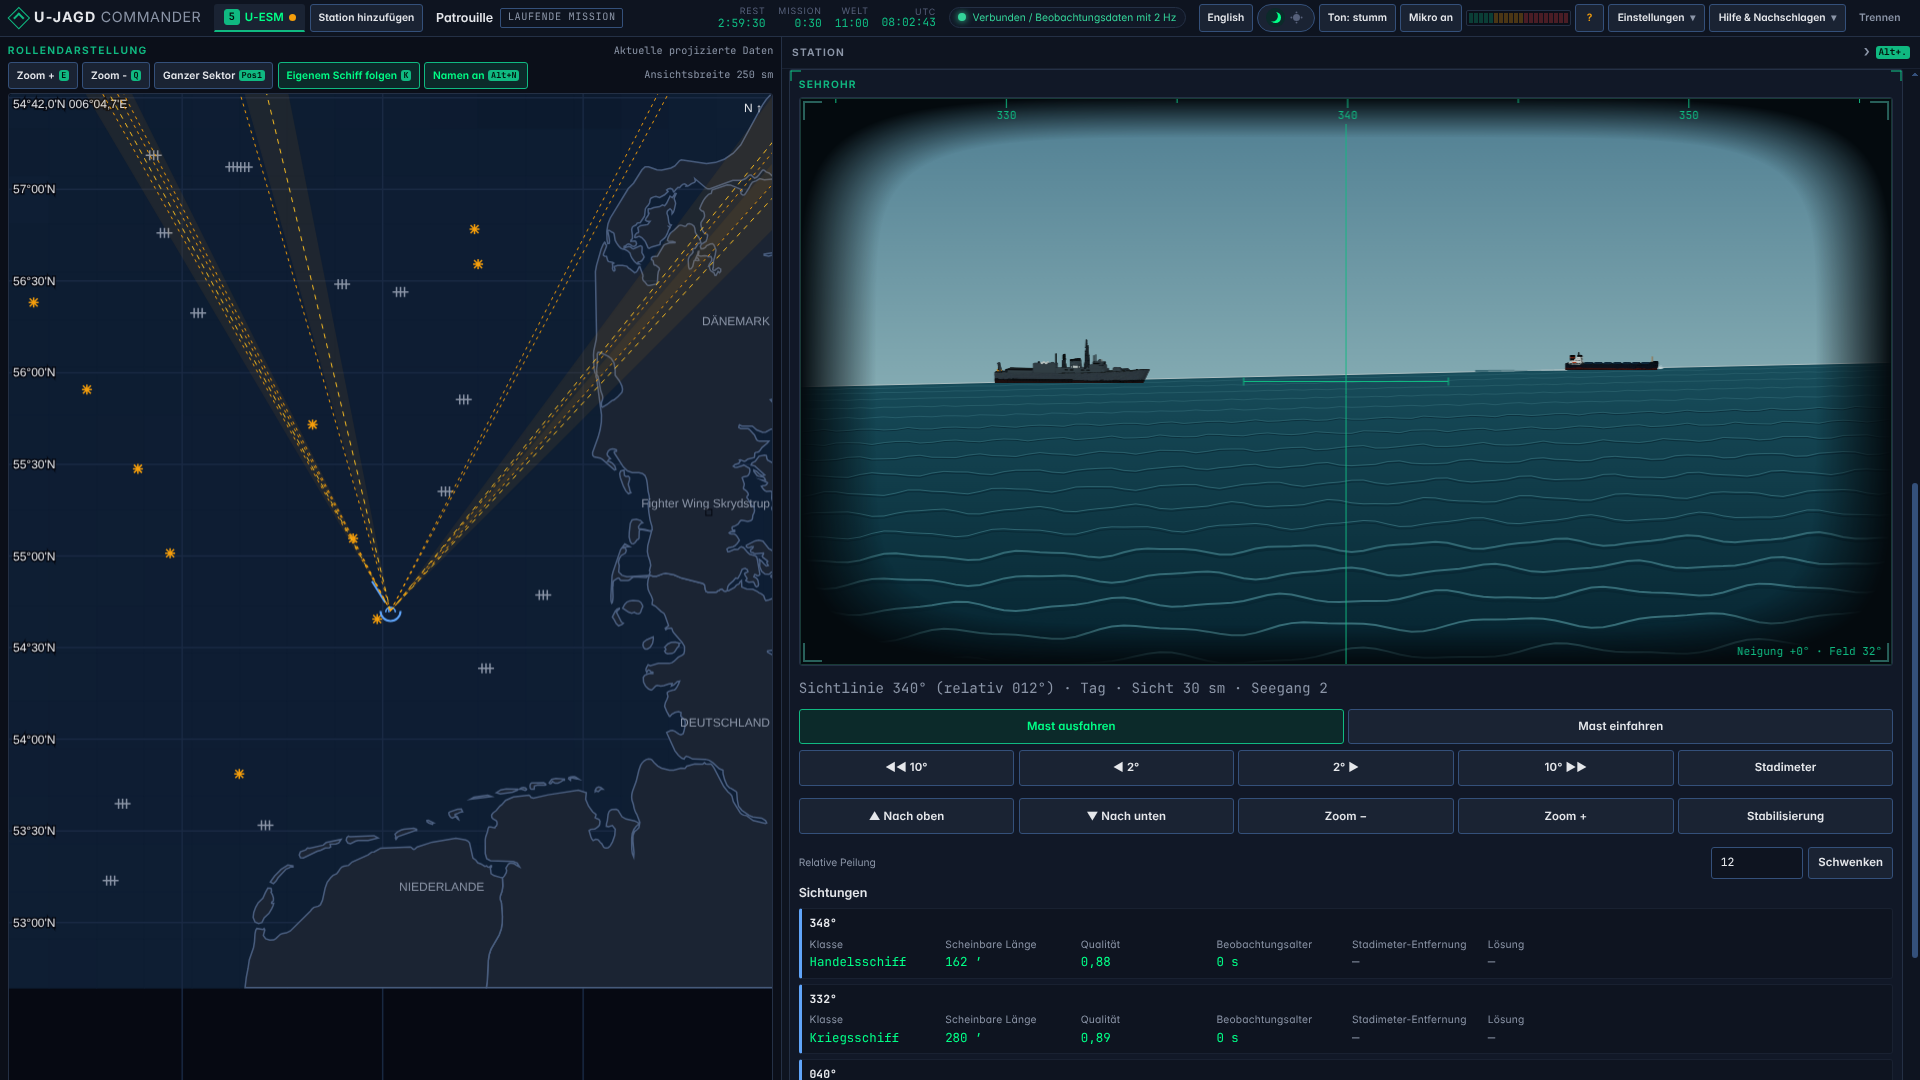 U-JAGD COMMANDER
5 U-ESM
Station hinzufügen
Patrouille
LAUFENDE MISSION
REST
2:59:30
MISSION
0:30
WELT
11:00
UTC
08:02:43
Verbunden / Beobachtungsdaten mit 2 Hz
English
Ton: stumm
Mikro an
?
Einstellungen ▾
Hilfe & Nachschlagen ▾
Trennen
ROLLENDARSTELLUNG
Aktuelle projizierte Daten
Zoom + E
Zoom - Q
Ganzer Sektor Pos1
Eigenem Schiff folgen K
Namen an Alt+N
Ansichtsbreite 250 sm
54°42,0'N 006°04,7'E
N ↑
57°00'N
56°30'N
DÄNEMARK
56°00'N
55°30'N
Fighter Wing Skrydstrup
55°00'N
54°30'N
DEUTSCHLAND
54°00'N
53°30'N
NIEDERLANDE
53°00'N
STATION
› Alt+.
SEHROHR
330
340
350
Neigung +0° · Feld 32°
Sichtlinie 340° (relativ 012°) · Tag · Sicht 30 sm · Seegang 2
Mast ausfahren
Mast einfahren
◀◀ 10°
◀ 2°
2° ▶
10° ▶▶
Stadimeter
▲ Nach oben
▼ Nach unten
Zoom −
Zoom +
Stabilisierung
Relative Peilung
12
Schwenken
Sichtungen
348°
Klasse Scheinbare Länge Qualität Beobachtungsalter Stadimeter-Entfernung Lösung
Handelsschiff 162 ′ 0,88 0 s — —
332°
Klasse Scheinbare Länge Qualität Beobachtungsalter Stadimeter-Entfernung Lösung
Kriegsschiff 280 ′ 0,89 0 s — —
040°